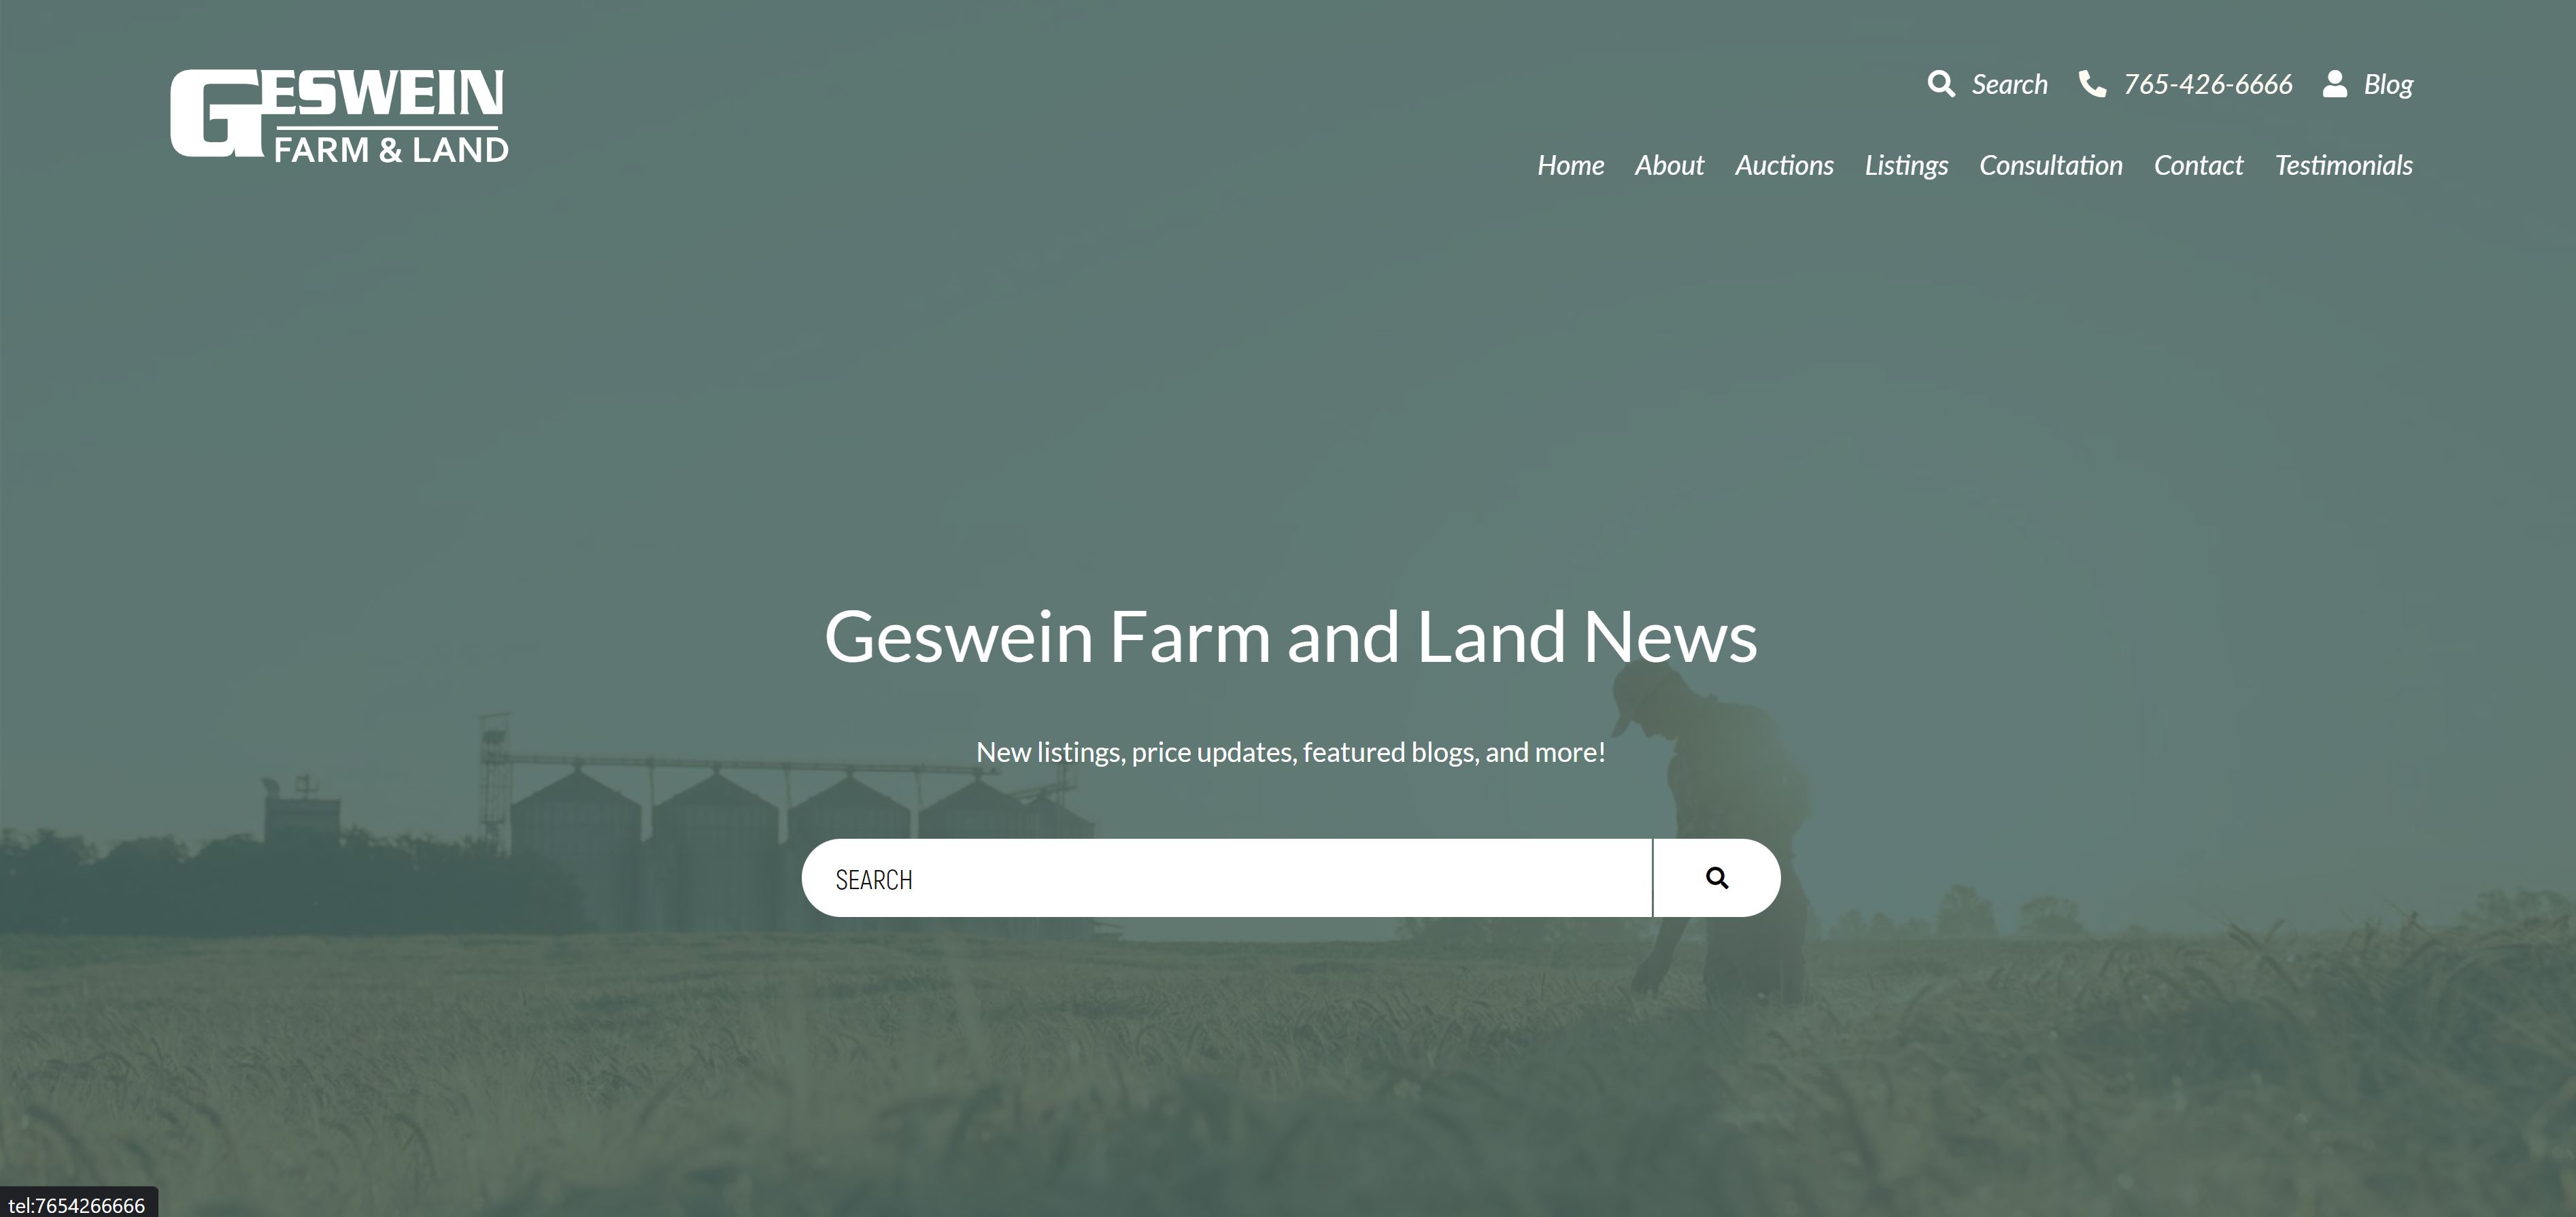 GESWEIN
FARM & LAND
Search 765-426-6666 Blog
Home About Auctions Listings Consultation Contact Testimonials
Geswein Farm and Land News
New listings, price updates, featured blogs, and more!
SEARCH
tel:7654266666